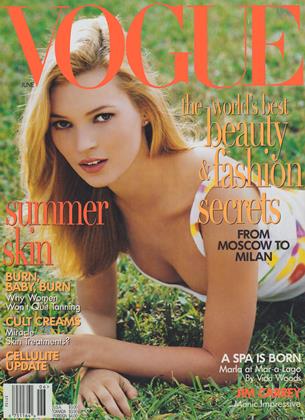 VOGUE
JUNE
the world's best
beauty
& fashion
secrets
FROM
MOSCOW TO
MILAN
summer
skin
BURN,
BABY, BURN
Why Women
Won't Quit Tanning
CULT CREAMS
Miracle
Skin Treatments?
CELLULITE
UPDATE
A SPA IS BORN
Marla at Mar-a-Lago
By Vicki Woods
JIM CARREY
Manic Impressive